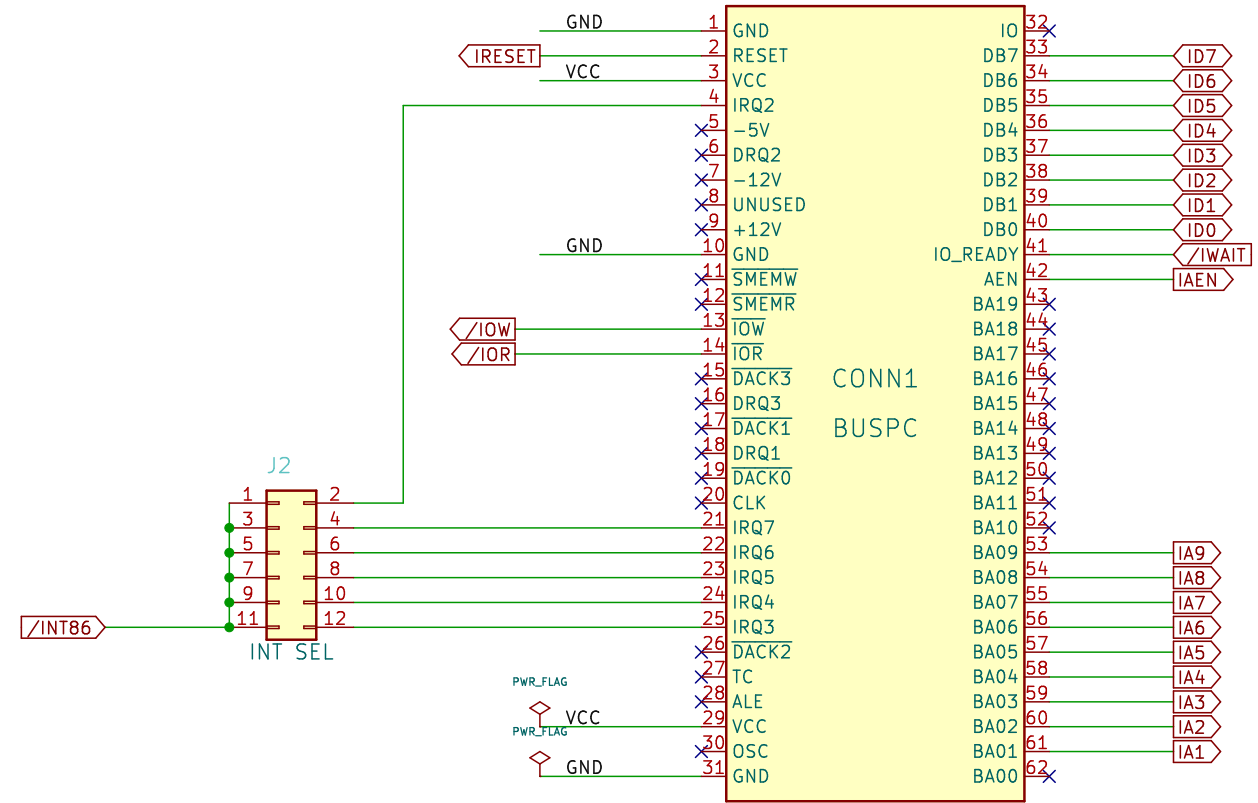 GND 1 GND IO 32
IRESET 2 RESET DB7 33 ID7
VCC 3 VCC DB6 34 ID6
4 IRQ2 DB5 35 ID5
5 -5V DB4 36 ID4
6 DRQ2 DB3 37 ID3
7 -12V DB2 38 ID2
8 UNUSED DB1 39 ID1
9 +12V DB0 40 ID0
GND 10 GND IO_READY 41 /IWAIT
11 SMEMW AEN 42 IAEN
12 SMEMR BA19 43
/IOW 13 IOW BA18 44
/IOR 14 IOR BA17 45
15 DACK3 CONN1 BA16 46
16 DRQ3 BA15 47
17 DACK1 BUSPC BA14 48
18 DRQ1 BA13 49
J2
19 DACK0 BA12 50
1 2 20 CLK BA11 51
3 4 21 IRQ7 BA10 52
5 6 22 IRQ6 BA09 53 IA9
7 8 23 IRQ5 BA08 54 IA8
9 10 24 IRQ4 BA07 55 IA7
/INT86 11 12 25 IRQ3 BA06 56 IA6
INT SEL 26 DACK2 BA05 57 IA5
27 TC BA04 58 IA4
PWR_FLAG
28 ALE BA03 59 IA3
VCC 29 VCC BA02 60 IA2
PWR_FLAG
30 OSC BA01 61 IA1
GND 31 GND BA00 62